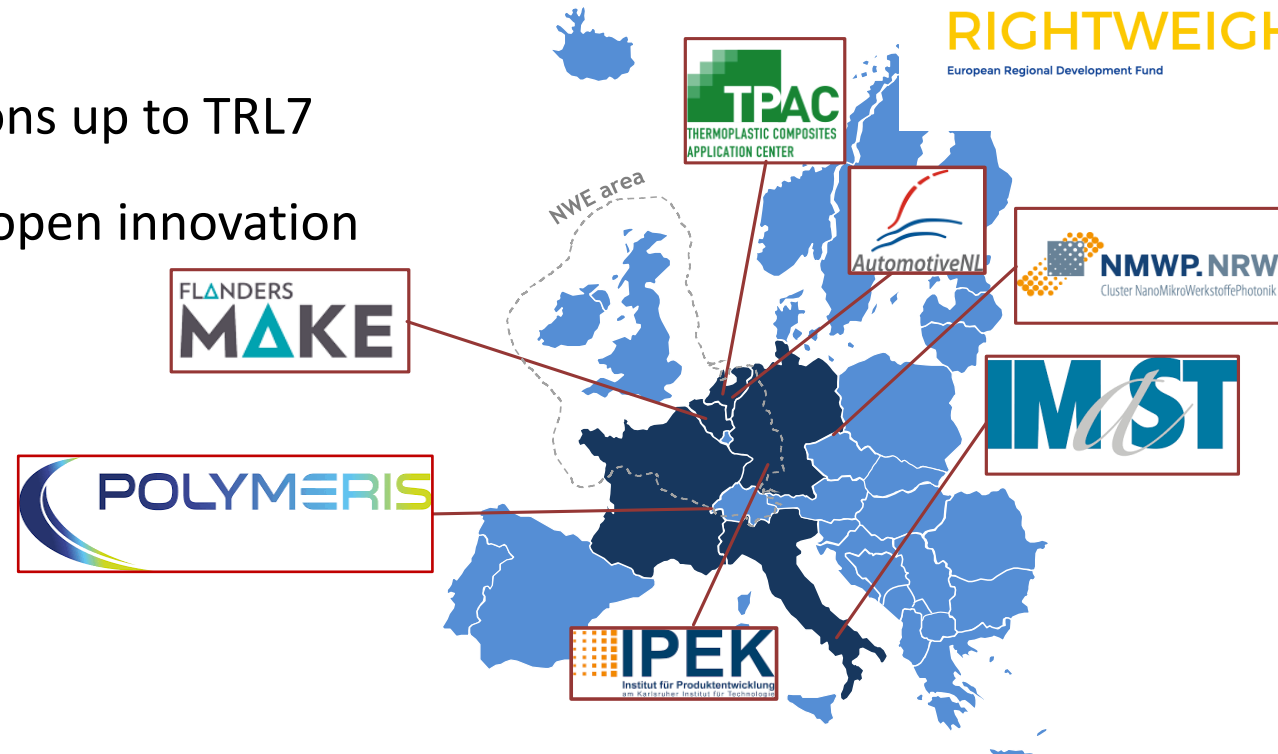 RIGHTWEIGH
European Regional Development Fund
ons up to TRL7
open innovation
TPAC
THERMOPLASTIC COMPOSITES
APPLICATION CENTER
NWE area
AutomotiveNL
NMWP.NRW
Cluster NanoMikroWerkstoffePhotonik
FLANDERS
MAKE
IMaST
POLYMERIS
IPEK
Institut für Produktentwicklung
am Karlsruher Institut für Technologie